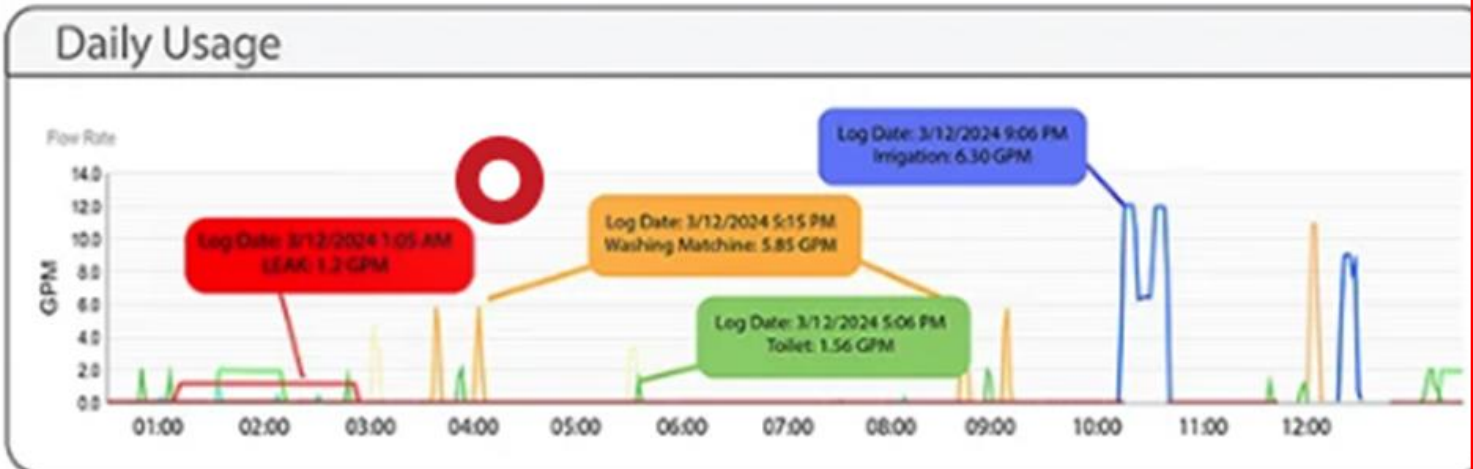 Daily Usage
Flow Rate
GPM
14.0
12.0
10.0
8.0
6.0
4.0
2.0
0.0
Log Date: 3/12/2024 1:05 AM
LEAK: 1.2 GPM
Log Date: 3/12/2024 5:15 PM
Washing Matchine: 5.85 GPM
Log Date: 3/12/2024 5:06 PM
Toilet: 1.56 GPM
Log Date: 3/12/2024 9:06 PM
Irrigation: 6.30 GPM
01:00 02:00 03:00 04:00 05:00 06:00 07:00 08:00 09:00 10:00 11:00 12:00